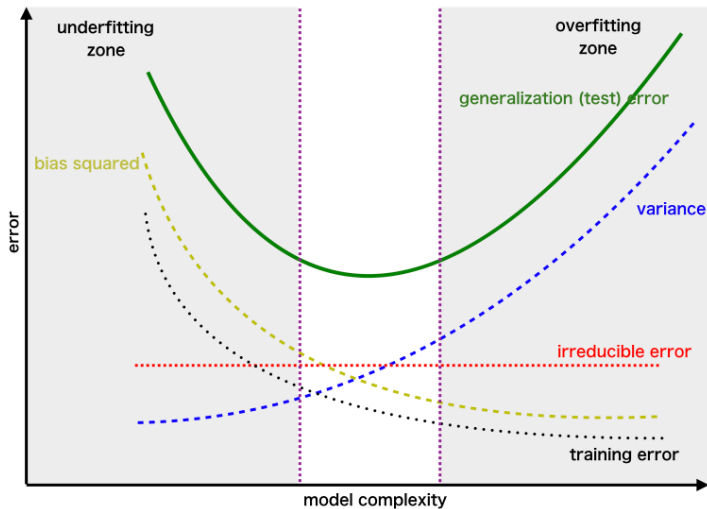 underfitting
zone
overfitting
zone
generalization (test) error
bias squared
variance
error
irreducible error
training error
model complexity